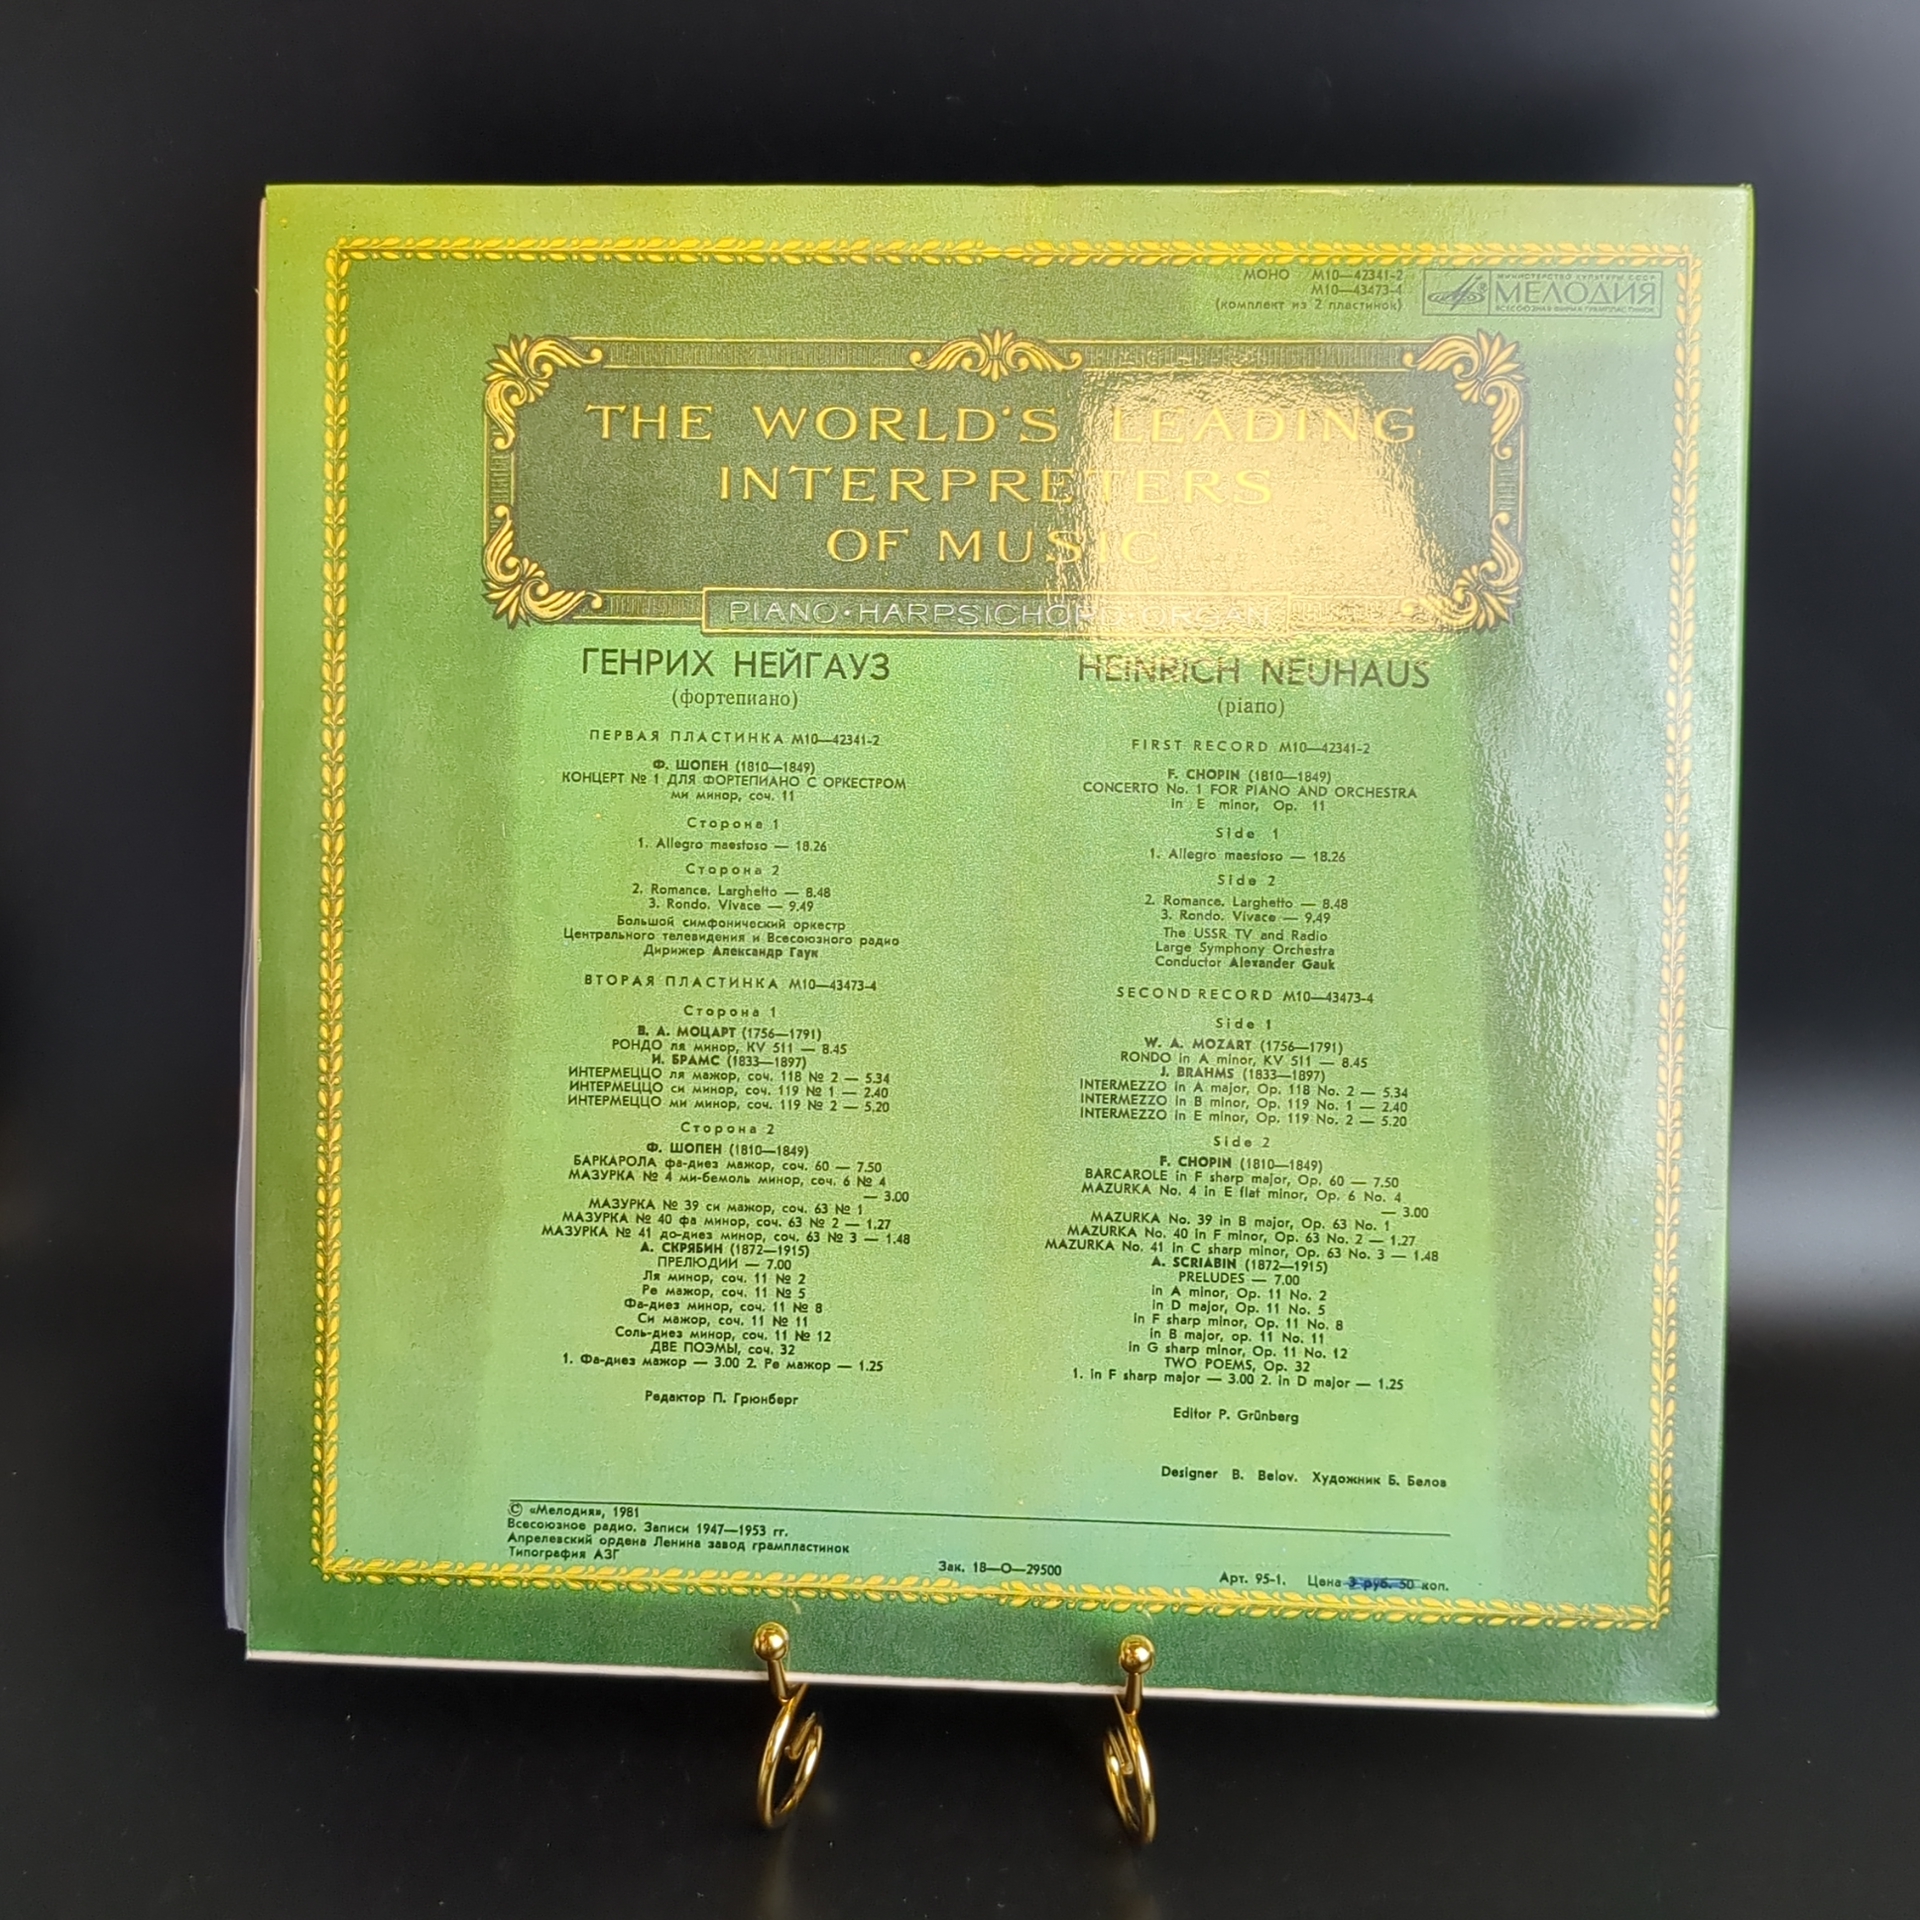 МОНО М10—42341-2
М10—43473-4
(комплект из 2 пластинок)
МИНИСТЕРСТВО КУЛЬТУРЫ СССР
МЕЛОДИЯ
ВСЕСОЮЗНАЯ ФИРМА ГРАМПЛАСТИНОК
THE WORLD'S LEADING
INTERPRETERS
OF MUSIC
PIANO·HARPSICHORD·ORGAN
ГЕНРИХ НЕЙГАУЗ
(фортепиано)
ПЕРВАЯ ПЛАСТИНКА М10—42341-2
Ф. ШОПЕН (1810—1849)
КОНЦЕРТ № 1 ДЛЯ ФОРТЕПИАНО С ОРКЕСТРОМ
ми минор, соч. 11
Сторона 1
1. Allegro maestoso — 18.26
Сторона 2
2. Romance. Larghetto — 8.48
3. Rondo. Vivace — 9.49
Большой симфонический оркестр
Центрального телевидения и Всесоюзного радио
Дирижер Александр Гаук
ВТОРАЯ ПЛАСТИНКА М10—43473-4
Сторона 1
В. А. МОЦАРТ (1756—1791)
РОНДО ля минор, KV 511 — 8.45
И. БРАМС (1833—1897)
ИНТЕРМЕЦЦО ля мажор, соч. 118 № 2 — 5.34
ИНТЕРМЕЦЦО си минор, соч. 119 № 1 — 2.40
ИНТЕРМЕЦЦО ми минор, соч. 119 № 2 — 5.20
Сторона 2
Ф. ШОПЕН (1810—1849)
БАРКАРОЛА фа-диез мажор, соч. 60 — 7.50
МАЗУРКА № 4 ми-бемоль минор, соч. 6 № 4
— 3.00
МАЗУРКА № 39 си мажор, соч. 63 № 1
МАЗУРКА № 40 фа минор, соч. 63 № 2 — 1.27
МАЗУРКА № 41 до-диез минор, соч. 63 № 3 — 1.48
А. СКРЯБИН (1872—1915)
ПРЕЛЮДИИ — 7.00
Ля минор, соч. 11 № 2
Ре мажор, соч. 11 № 5
Фа-диез минор, соч. 11 № 8
Си мажор, соч. 11 № 11
Соль-диез минор, соч. 11 № 12
ДВЕ ПОЭМЫ, соч. 32
1. Фа-диез мажор — 3.00 2. Ре мажор — 1.25
Редактор П. Грюнберг
HEINRICH NEUHAUS
(piano)
FIRST RECORD M10—42341-2
F. CHOPIN (1810—1849)
CONCERTO No. 1 FOR PIANO AND ORCHESTRA
in E minor, Op. 11
Side 1
1. Allegro maestoso — 18.26
Side 2
2. Romance. Larghetto — 8.48
3. Rondo. Vivace — 9.49
The USSR TV and Radio
Large Symphony Orchestra
Conductor Alexander Gauk
SECOND RECORD M10—43473-4
Side 1
W. A. MOZART (1756—1791)
RONDO in A minor, KV 511 — 8.45
J. BRAHMS (1833—1897)
INTERMEZZO in A major, Op. 118 No. 2 — 5.34
INTERMEZZO in B minor, Op. 119 No. 1 — 2.40
INTERMEZZO in E minor, Op. 119 No. 2 — 5.20
Side 2
F. CHOPIN (1810—1849)
BARCAROLE in F sharp major, Op. 60 — 7.50
MAZURKA No. 4 in E flat minor, Op. 6 No. 4
— 3.00
MAZURKA No. 39 in B major, Op. 63 No. 1
MAZURKA No. 40 in F minor, Op. 63 No. 2 — 1.27
MAZURKA No. 41 in C sharp minor, Op. 63 No. 3 — 1.48
A. SCRIABIN (1872—1915)
PRELUDES — 7.00
in A minor, Op. 11 No. 2
in D major, Op. 11 No. 5
in F sharp minor, Op. 11 No. 8
in B major, op. 11 No. 11
in G sharp minor, Op. 11 No. 12
TWO POEMS, Op. 32
1. in F sharp major — 3.00 2. in D major — 1.25
Editor P. Grünberg
Designer B. Belov. Художник Б. Белов
© «Мелодия», 1981
Всесоюзное радио. Записи 1947—1953 гг.
Апрелевский ордена Ленина завод грампластинок
Типография АЗГ
Зак. 18—О—29500
Арт. 95-1. Цена 3 руб. 50 коп.